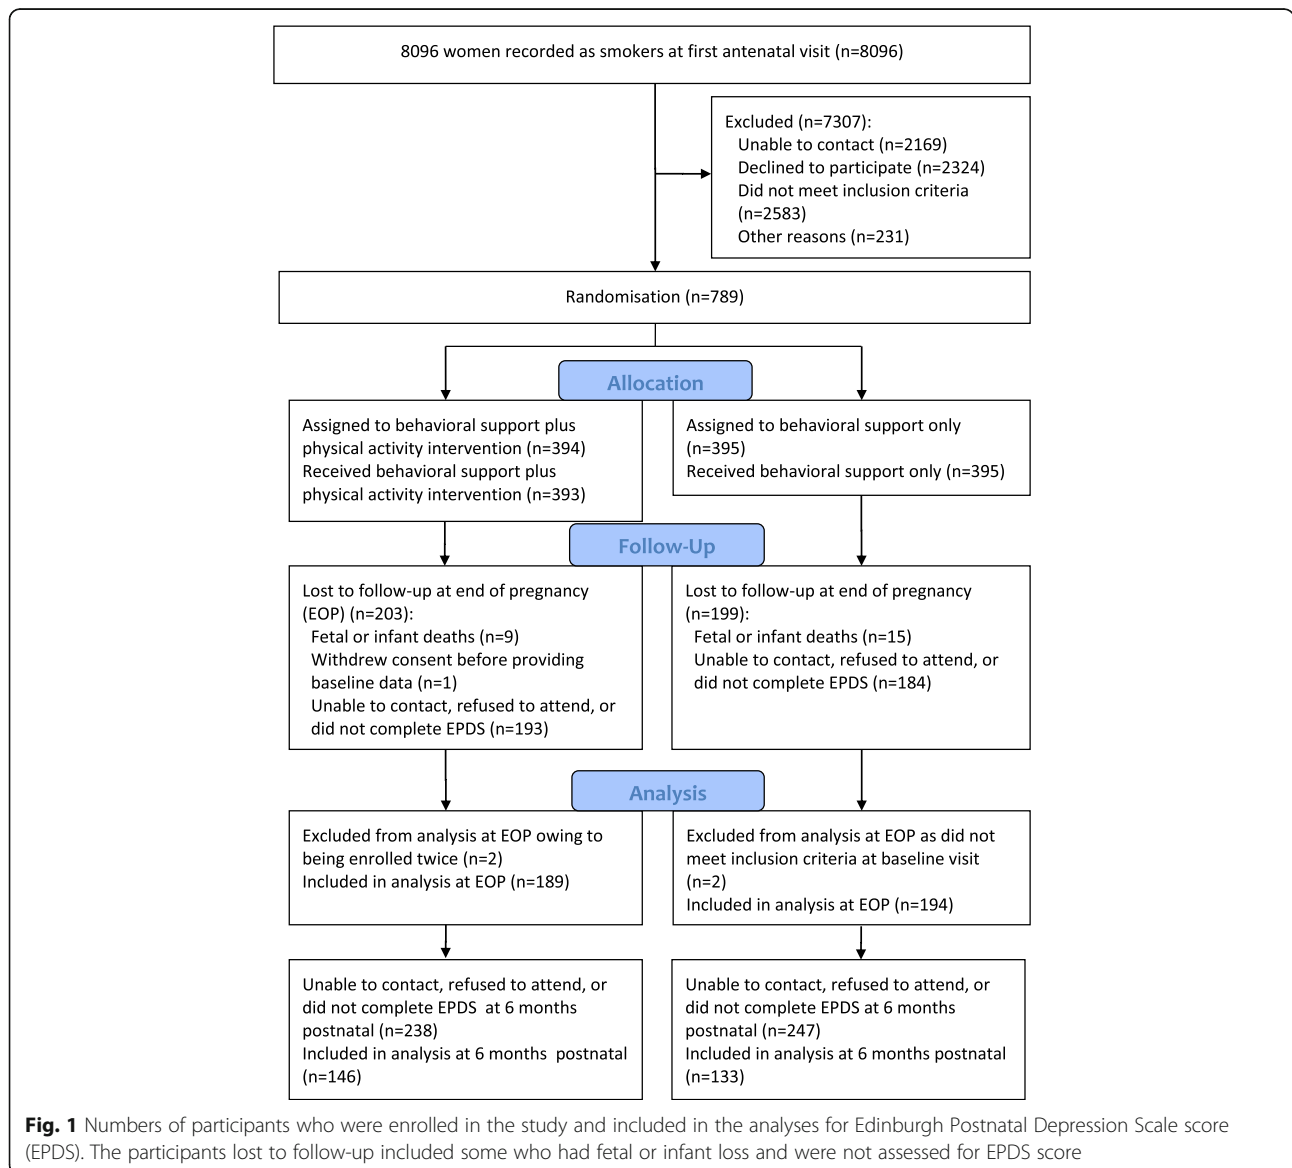 8096 women recorded as smokers at first antenatal visit (n=8096)
Excluded (n=7307):
Unable to contact (n=2169)
Declined to participate (n=2324)
Did not meet inclusion criteria
(n=2583)
Other reasons (n=231)
Randomisation (n=789)
Allocation
Assigned to behavioral support plus
physical activity intervention (n=394)
Received behavioral support plus
physical activity intervention (n=393)
Assigned to behavioral support only
(n=395)
Received behavioral support only (n=395)
Follow-Up
Lost to follow-up at end of pregnancy
(EOP) (n=203):
Fetal or infant deaths (n=9)
Withdrew consent before providing
baseline data (n=1)
Unable to contact, refused to attend, or
did not complete EPDS (n=193)
Lost to follow-up at end of pregnancy
(n=199):
Fetal or infant deaths (n=15)
Unable to contact, refused to attend, or
did not complete EPDS (n=184)
Analysis
Excluded from analysis at EOP owing to
being enrolled twice (n=2)
Included in analysis at EOP (n=189)
Excluded from analysis at EOP as did not
meet inclusion criteria at baseline visit
(n=2)
Included in analysis at EOP (n=194)
Unable to contact, refused to attend, or
did not complete EPDS at 6 months
postnatal (n=238)
Included in analysis at 6 months postnatal
(n=146)
Unable to contact, refused to attend, or
did not complete EPDS at 6 months
postnatal (n=247)
Included in analysis at 6 months postnatal
(n=133)
Fig. 1 Numbers of participants who were enrolled in the study and included in the analyses for Edinburgh Postnatal Depression Scale score
(EPDS). The participants lost to follow-up included some who had fetal or infant loss and were not assessed for EPDS score